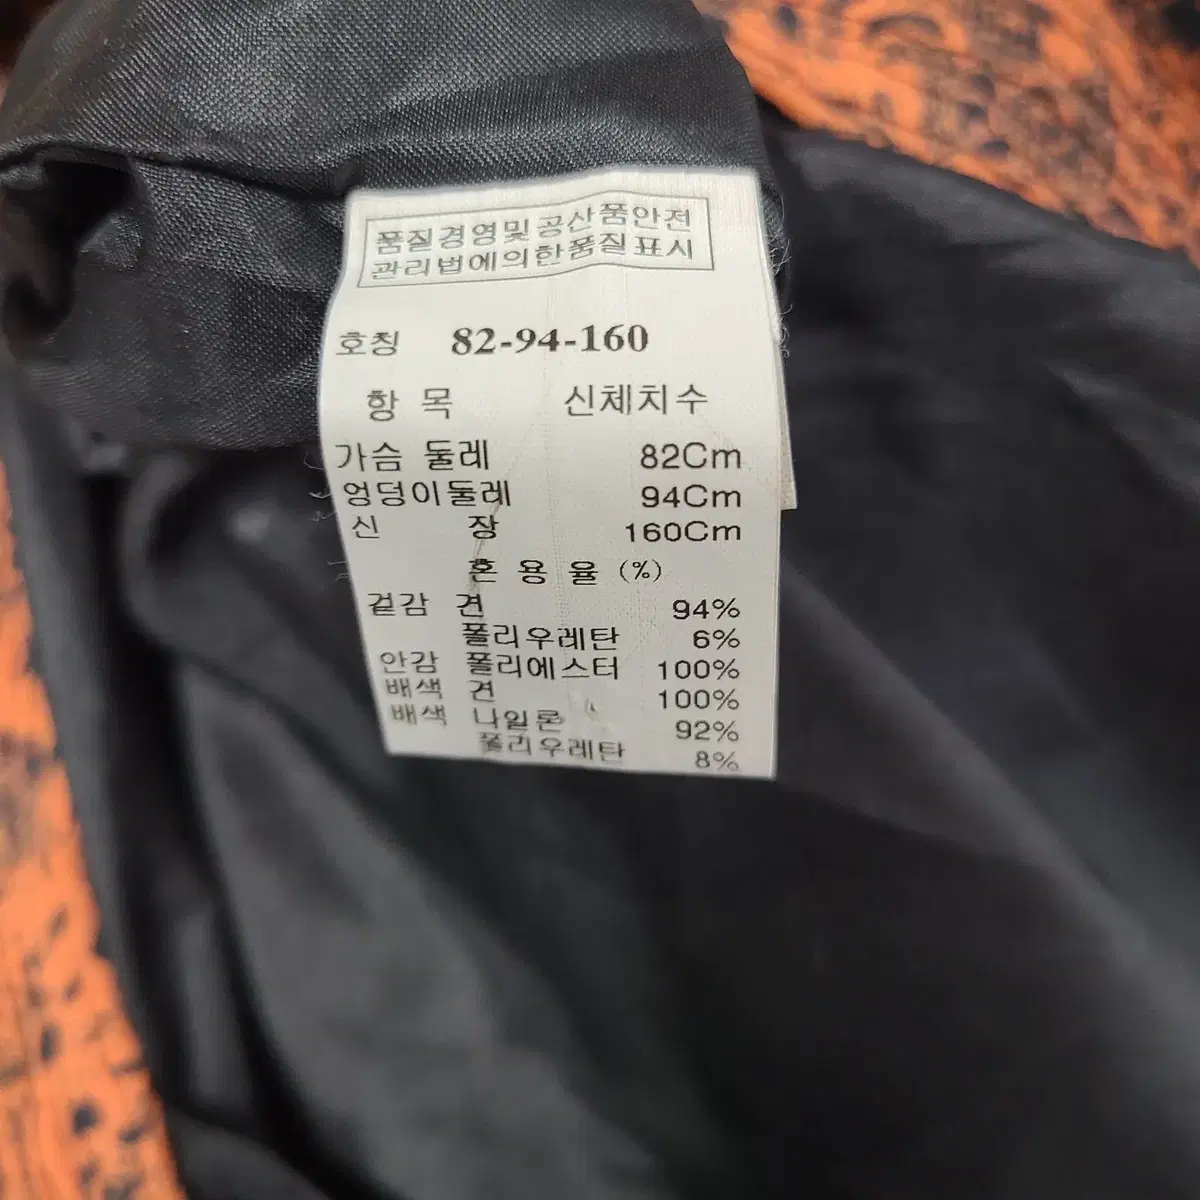 품질경영및공산품안전
관리법에의한품질표시
호칭 82-94-160
항 목 신체치수
가슴 둘레 82Cm
엉덩이둘레 94Cm
신 장 160Cm
혼 용 율 (%)
겉감 견 94%
폴리우레탄 6%
안감 폴리에스터 100%
배색 견 100%
배색 나일론 92%
폴리우레탄 8%